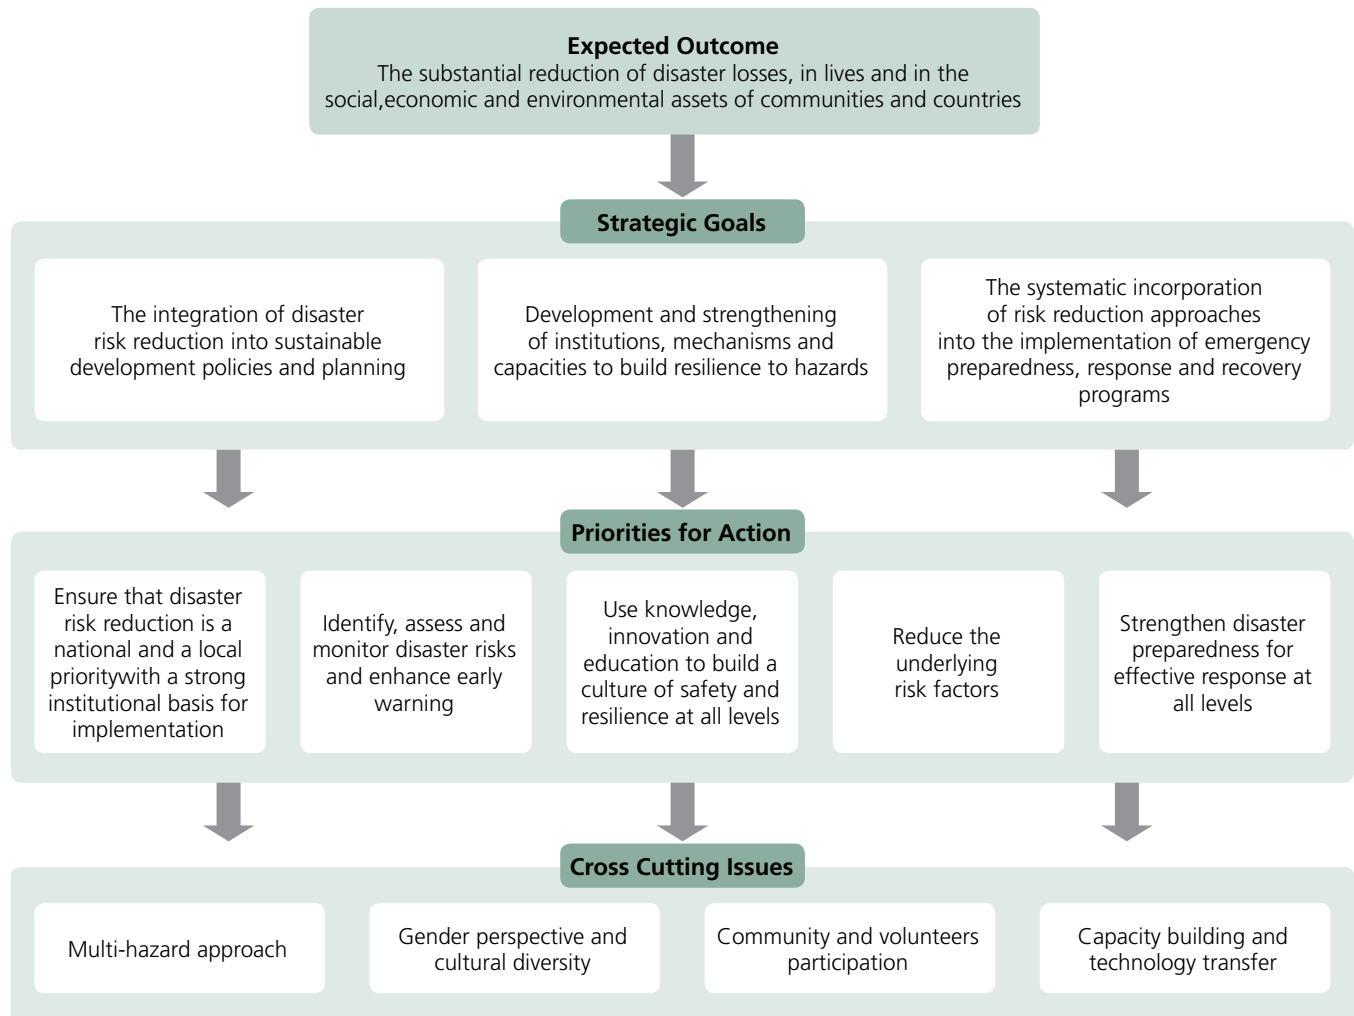 Expected Outcome
The substantial reduction of disaster losses, in lives and in the
social,economic and environmental assets of communities and countries
Strategic Goals
The integration of disaster
risk reduction into sustainable
development policies and planning
Development and strengthening
of institutions, mechanisms and
capacities to build resilience to hazards
The systematic incorporation
of risk reduction approaches
into the implementation of emergency
preparedness, response and recovery
programs
Priorities for Action
Ensure that disaster
risk reduction is a
national and a local
prioritywith a strong
institutional basis for
implementation
Identify, assess and
monitor disaster risks
and enhance early
warning
Use knowledge,
innovation and
education to build a
culture of safety and
resilience at all levels
Reduce the
underlying
risk factors
Strengthen disaster
preparedness for
effective response at
all levels
Cross Cutting Issues
Multi-hazard approach
Gender perspective and
cultural diversity
Community and volunteers
participation
Capacity building and
technology transfer